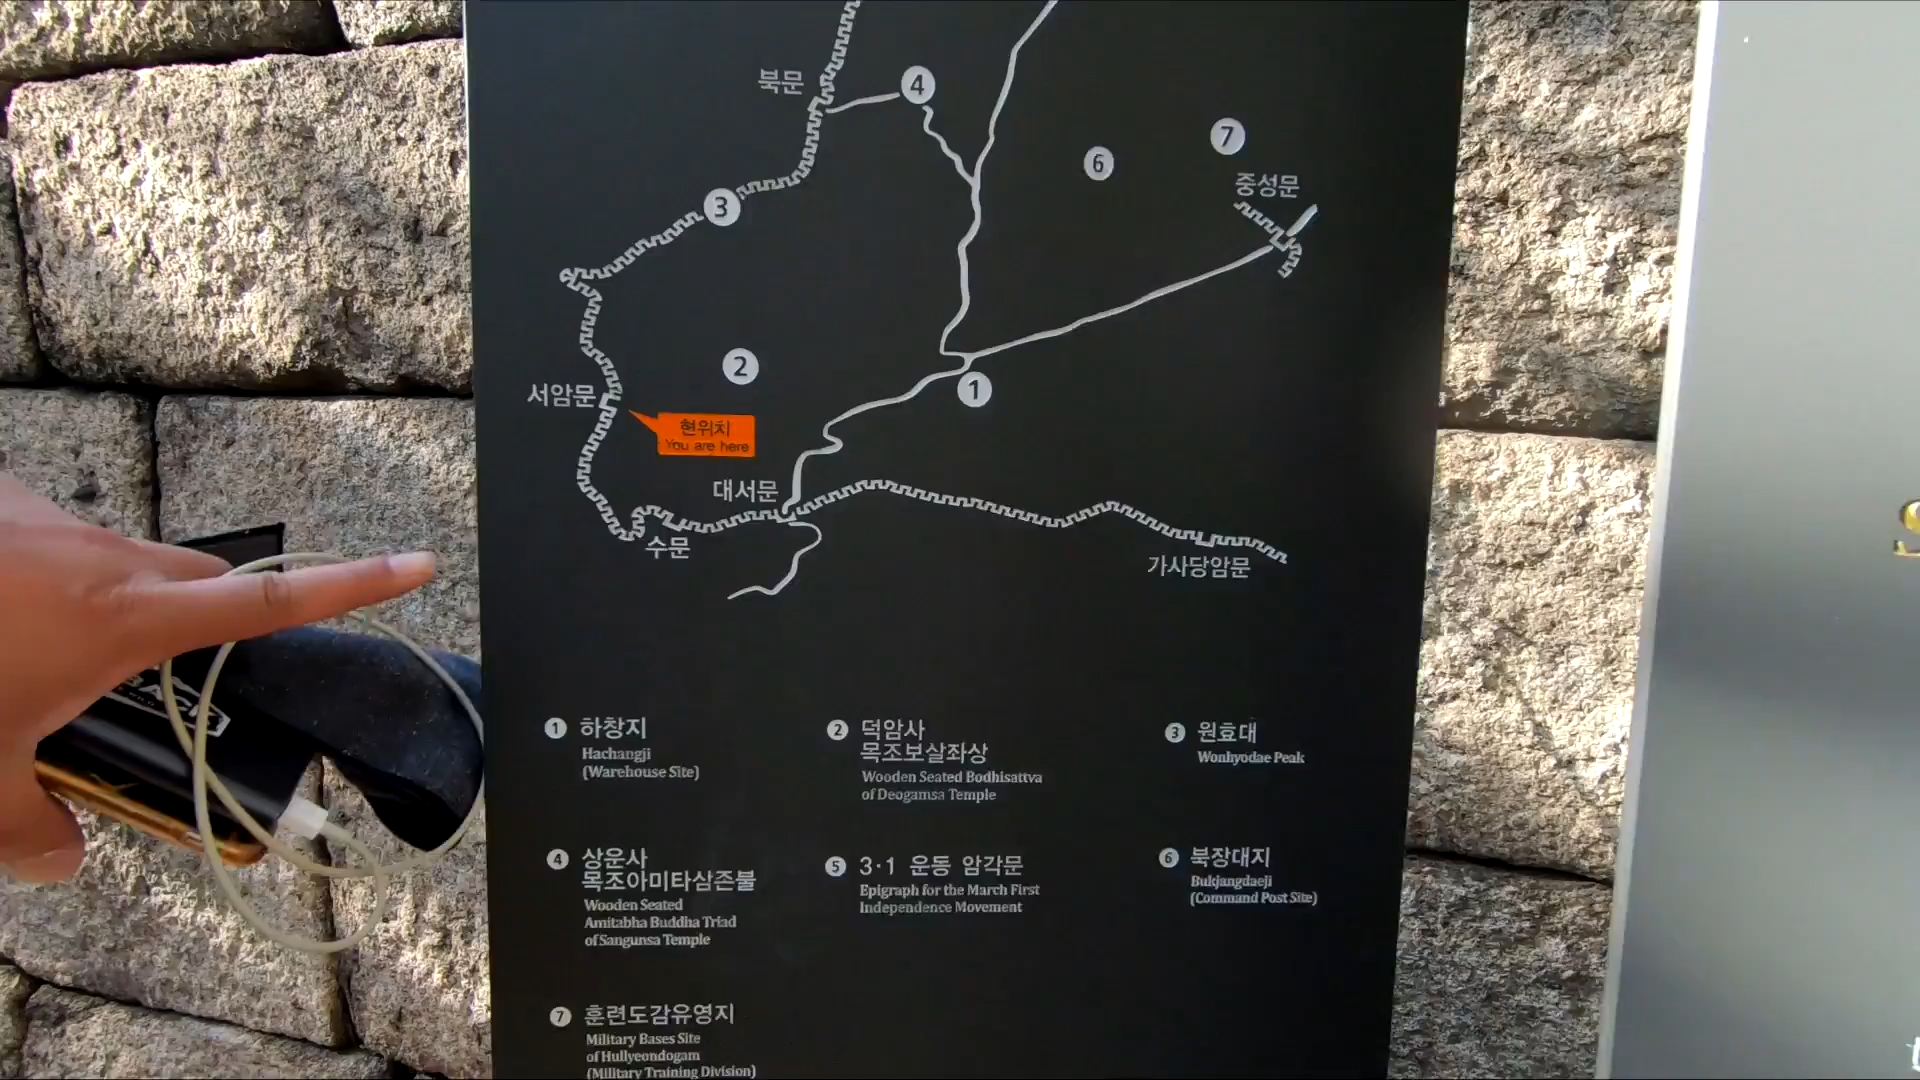 북문
4
7
6
중성문
3
2
서암문
1
현위치
You are here
대서문
수문
가사당암문
1 하창지
Hachangji
(Warehouse Site)
2 덕암사
목조보살좌상
Wooden Seated Bodhisattva
of Deogamsa Temple
3 원효대
Wonhyodae Peak
4 상운사
목조아미타삼존불
Wooden Seated
Amitabha Buddha Triad
of Sangunsa Temple
5 3·1 운동 암각문
Epigraph for the March First
Independence Movement
6 북장대지
Bukjangdaeji
(Command Post Site)
7 훈련도감유영지
Military Bases Site
of Hullyeondogam
(Military Training Division)